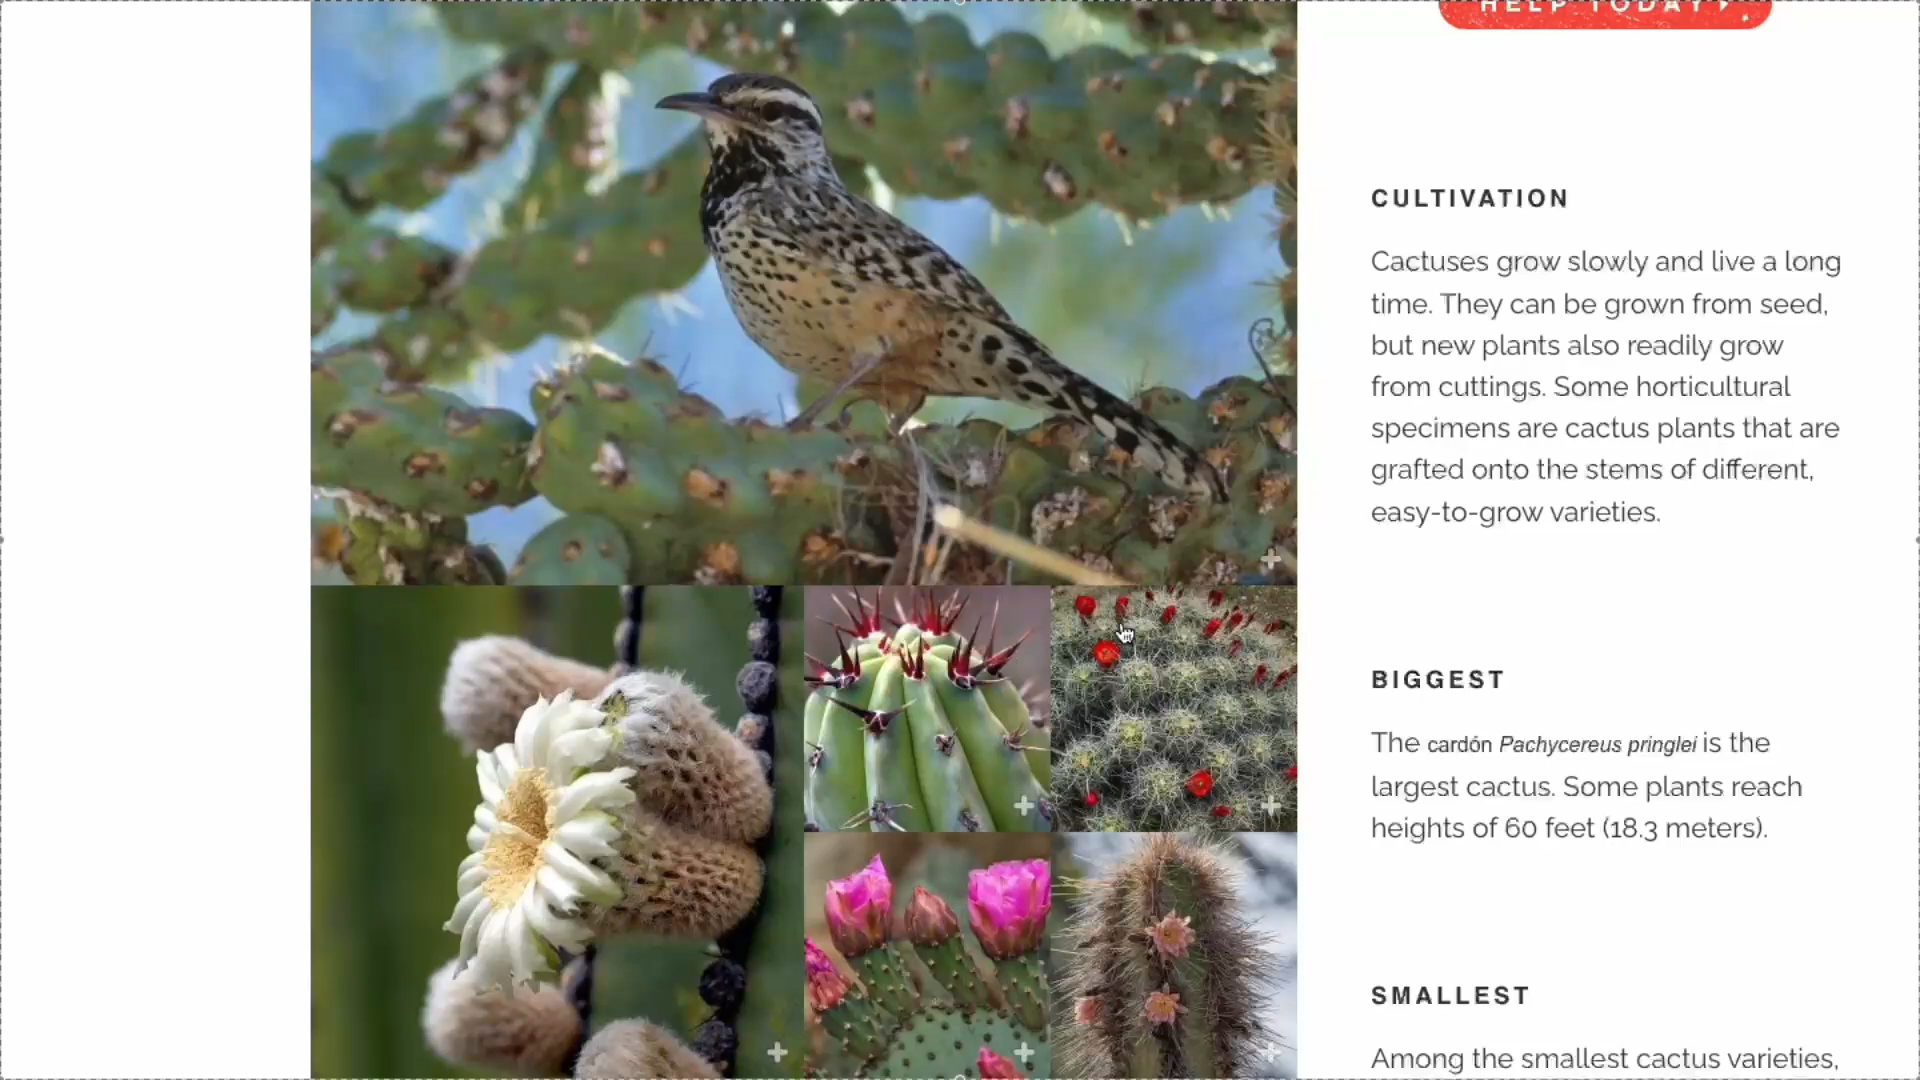 HELP TODAY
CULTIVATION
Cactuses grow slowly and live a long
time. They can be grown from seed,
but new plants also readily grow
from cuttings. Some horticultural
specimens are cactus plants that are
grafted onto the stems of different,
easy-to-grow varieties.
BIGGEST
The cardón Pachycereus pringlei is the
largest cactus. Some plants reach
heights of 60 feet (18.3 meters).
SMALLEST
Among the smallest cactus varieties,